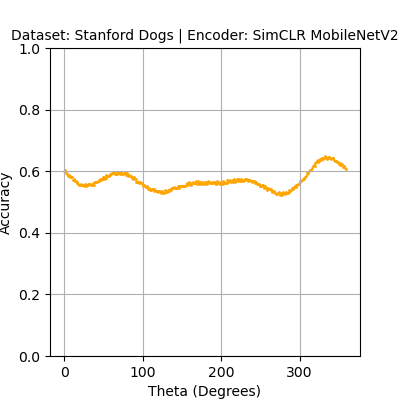 Dataset: Stanford Dogs | Encoder: SimCLR MobileNetV2
1.0
0.8
0.6
0.4
0.2
0.0
Accuracy
0 100 200 300
Theta (Degrees)